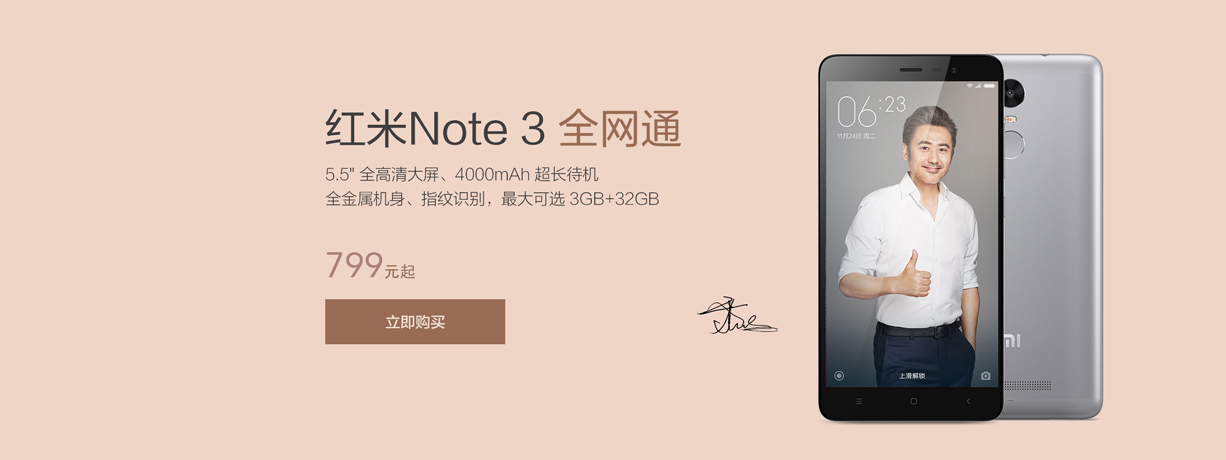 红米Note 3 全网通
5.5" 全高清大屏、4000mAh 超长待机
全金属机身、指纹识别，最大可选 3GB+32GB
799元起
立即购买
06:23
11月24日 周二
上滑解锁
MI